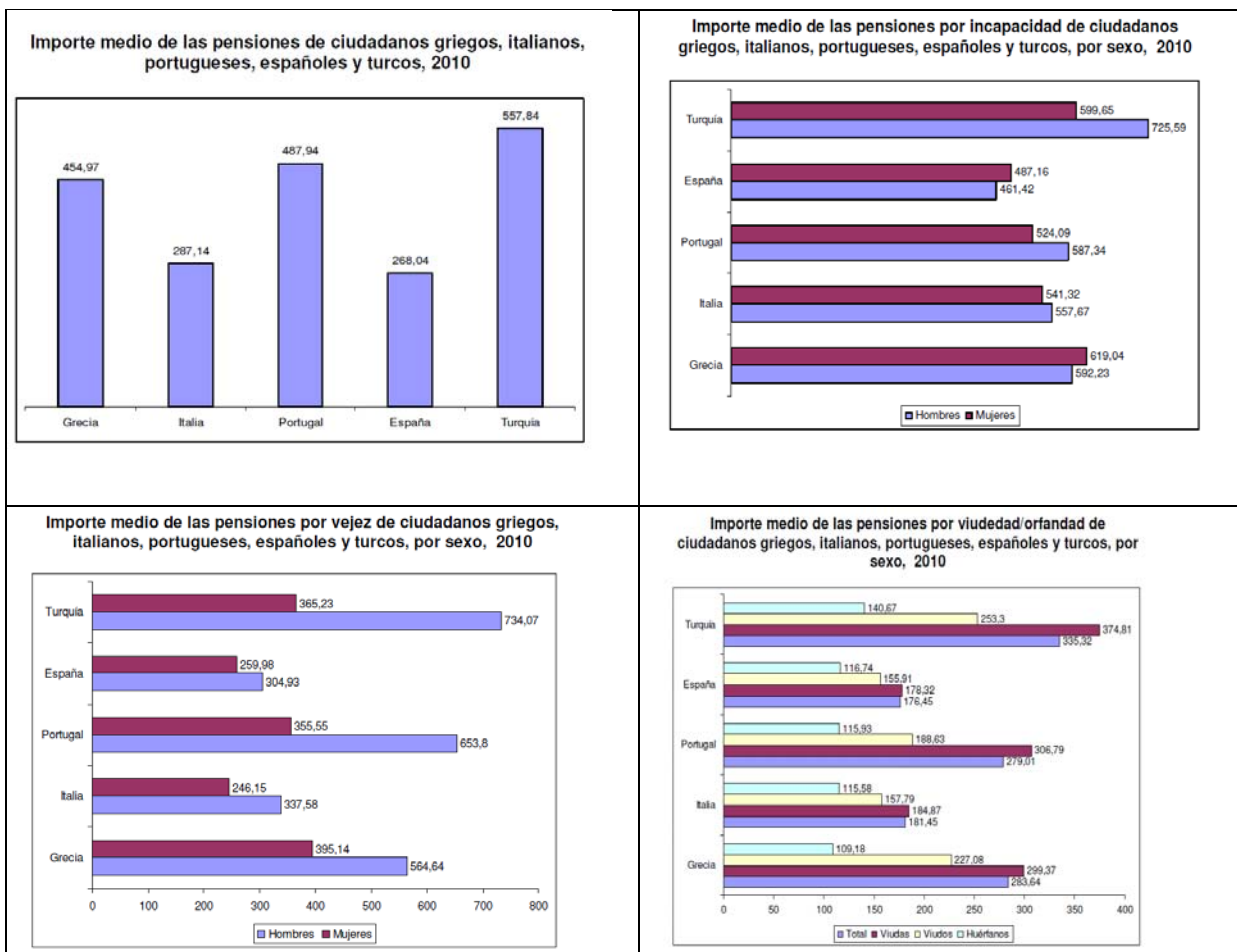 Importe medio de las pensiones de ciudadanos griegos, italianos,
portugueses, españoles y turcos, 2010
557,84
487,94
454,97
287,14
268,04
Grecia
Italia
Portugal
España
Turquía
Importe medio de las pensiones por incapacidad de ciudadanos
griegos, italianos, portugueses, españoles y turcos, por sexo, 2010
Turquía
599,65
725,59
España
487,16
461,42
Portugal
524,09
587,34
Italia
541,32
557,67
Grecia
619,04
592,23
Hombres
Mujeres
Importe medio de las pensiones por vejez de ciudadanos griegos,
italianos, portugueses, españoles y turcos, por sexo, 2010
Turquía
365,23
734,07
España
259,98
304,93
Portugal
355,55
653,8
Italia
246,15
337,58
Grecia
395,14
564,64
0 100 200 300 400 500 600 700 800
Hombres
Mujeres
Importe medio de las pensiones por viudedad/orfandad de
ciudadanos griegos, italianos, portugueses, españoles y turcos, por
sexo, 2010
Turquía
140,67
253,3
374,81
335,32
España
116,74
155,91
178,32
176,45
Portugal
115,93
188,63
306,79
279,01
Italia
115,58
157,79
184,87
181,45
Grecia
109,18
227,08
299,37
283,64
0 50 100 150 200 250 300 350 400
Total
Viudas
Viudos
Huérfanos